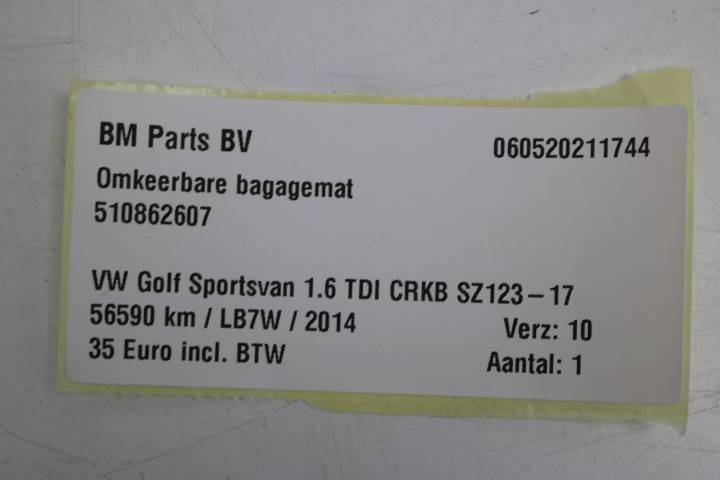 BM Parts BV 060520211744
Omkeerbare bagagemat
510862607
VW Golf Sportsvan 1.6 TDI CRKB SZ123-17
56590 km / LB7W / 2014 Verz: 10
35 Euro incl. BTW Aantal: 1